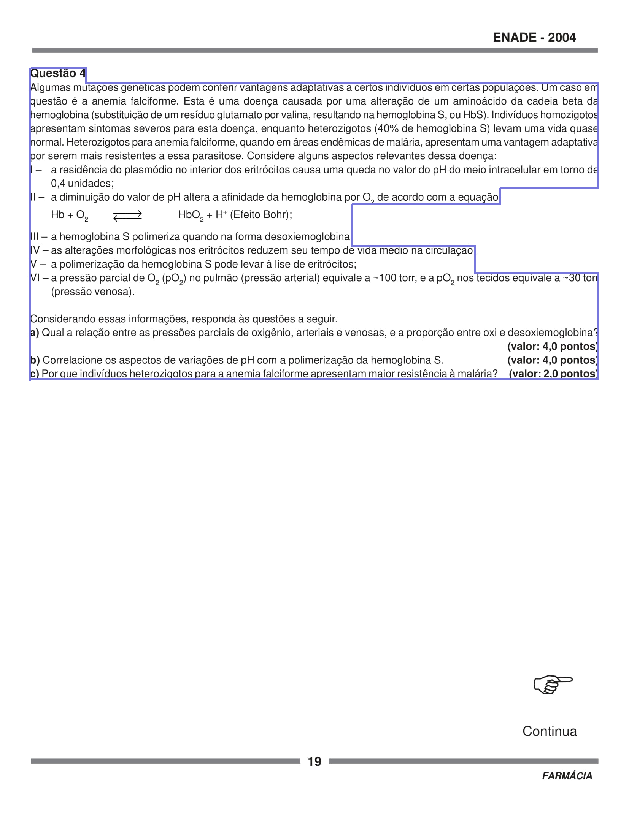 ENADE - 2004
Questão 4
Algumas mutações genéticas podem conferir vantagens adaptativas a certos indivíduos em certas populações. Um caso em
questão é a anemia falciforme. Esta é uma doença causada por uma alteração de um aminoácido da cadeia beta da
hemoglobina (substituição de um resíduo glutamato por valina, resultando na hemoglobina S, ou HbS). Indivíduos homozigotos
apresentam sintomas severos para esta doença, enquanto heterozigotos (40% de hemoglobina S) levam uma vida quase
normal. Heterozigotos para anemia falciforme, quando em áreas endêmicas de malária, apresentam uma vantagem adaptativa
por serem mais resistentes a essa parasitose. Considere alguns aspectos relevantes dessa doença:
I – a residência do plasmódio no interior dos eritrócitos causa uma queda no valor do pH do meio intracelular em torno de
0,4 unidades;
II – a diminuição do valor de pH altera a afinidade da hemoglobina por O₂, de acordo com a equação
Hb + O₂ ⇄ HbO₂ + H⁺ (Efeito Bohr);
III – a hemoglobina S polimeriza quando na forma desoxiemoglobina;
IV – as alterações morfológicas nos eritrócitos reduzem seu tempo de vida médio na circulação;
V – a polimerização da hemoglobina S pode levar à lise de eritrócitos;
VI – a pressão parcial de O₂ (pO₂) no pulmão (pressão arterial) equivale a ~100 torr, e a pO₂ nos tecidos equivale a ~30 torr
(pressão venosa).
Considerando essas informações, responda às questões a seguir.
a) Qual a relação entre as pressões parciais de oxigênio, arteriais e venosas, e a proporção entre oxi e desoxiemoglobina?
(valor: 4,0 pontos)
b) Correlacione os aspectos de variações de pH com a polimerização da hemoglobina S. (valor: 4,0 pontos)
c) Por que indivíduos heterozigotos para a anemia falciforme apresentam maior resistência à malária? (valor: 2,0 pontos)
Continua
19
FARMÁCIA